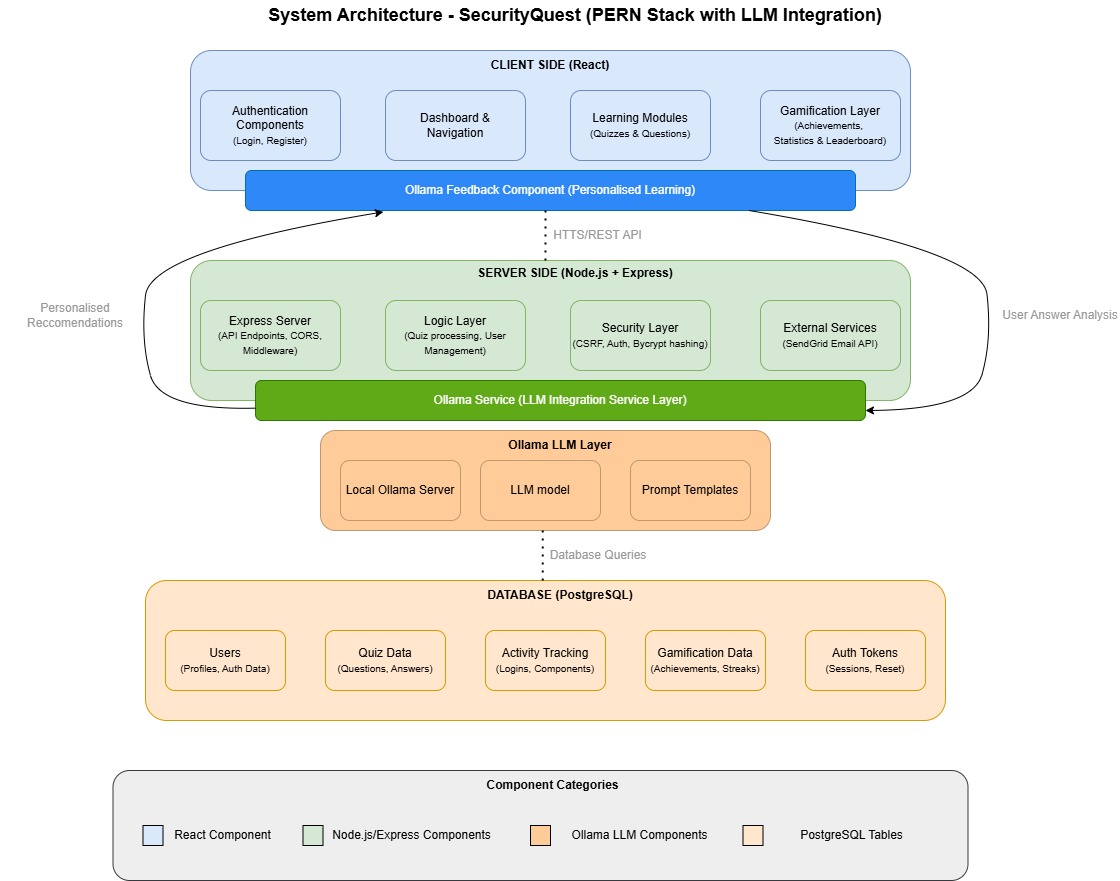 System Architecture - SecurityQuest (PERN Stack with LLM Integration)
CLIENT SIDE (React)
Authentication
Components
(Login, Register)
Dashboard &
Navigation
Learning Modules
(Quizzes & Questions)
Gamification Layer
(Achievements,
Statistics & Leaderboard)
Ollama Feedback Component (Personalised Learning)
HTTS/REST API
Personalised
Reccomendations
User Answer Analysis
SERVER SIDE (Node.js + Express)
Express Server
(API Endpoints, CORS,
Middleware)
Logic Layer
(Quiz processing, User
Management)
Security Layer
(CSRF, Auth, Bycrypt hashing)
External Services
(SendGrid Email API)
Ollama Service (LLM Integration Service Layer)
Ollama LLM Layer
Local Ollama Server
LLM model
Prompt Templates
Database Queries
DATABASE (PostgreSQL)
Users
(Profiles, Auth Data)
Quiz Data
(Questions, Answers)
Activity Tracking
(Logins, Components)
Gamification Data
(Achievements, Streaks)
Auth Tokens
(Sessions, Reset)
Component Categories
React Component
Node.js/Express Components
Ollama LLM Components
PostgreSQL Tables